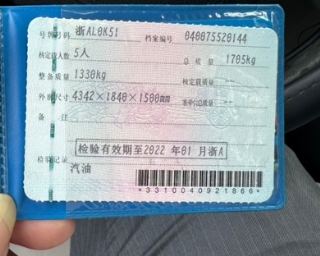 号牌号码 浙AL0K51 档案编号 040075520144
核定载人数 5人 总质量 1705kg
整备质量 1330kg 核定载质量 --
外廓尺寸 4342×1840×1500mm 准牵引总质量 --
备注
检验有效期至2022年01月浙A
检验记录
汽油
*3310040921866*